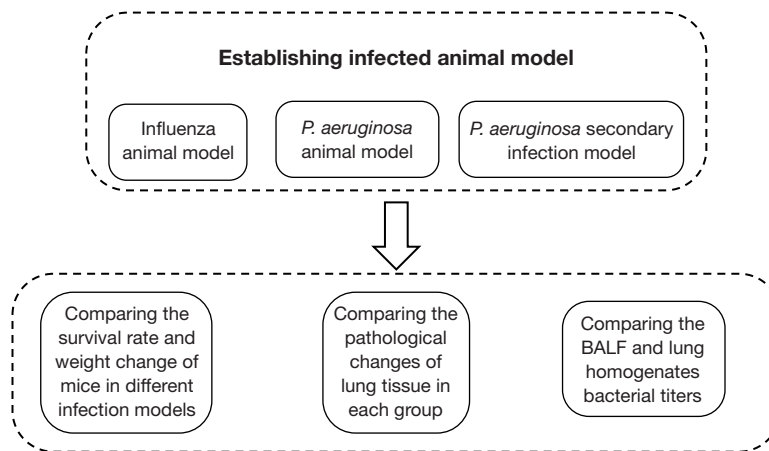 Establishing infected animal model
Influenza
animal model
P. aeruginosa
animal model
P. aeruginosa secondary
infection model
Comparing the
survival rate and
weight change of
mice in different
infection models
Comparing the
pathological
changes of
lung tissue in
each group
Comparing the
BALF and lung
homogenates
bacterial titers